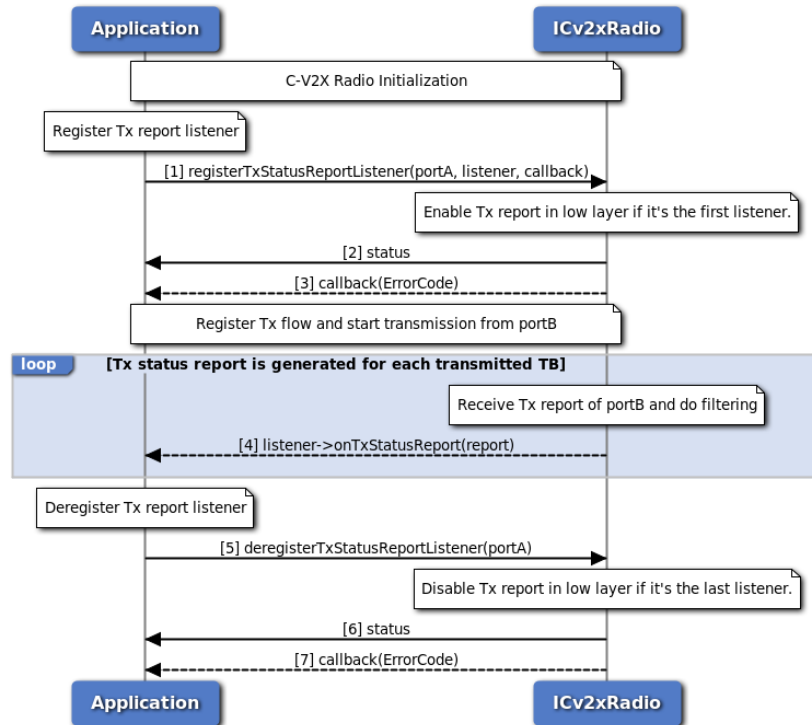 Application
ICv2xRadio
C-V2X Radio Initialization
Register Tx report listener
[1] registerTxStatusReportListener(portA, listener, callback)
Enable Tx report in low layer if it's the first listener.
[2] status
[3] callback(ErrorCode)
Register Tx flow and start transmission from portB
loop
[Tx status report is generated for each transmitted TB]
Receive Tx report of portB and do filtering
[4] listener->onTxStatusReport(report)
Deregister Tx report listener
[5] deregisterTxStatusReportListener(portA)
Disable Tx report in low layer if it's the last listener.
[6] status
[7] callback(ErrorCode)
Application
ICv2xRadio